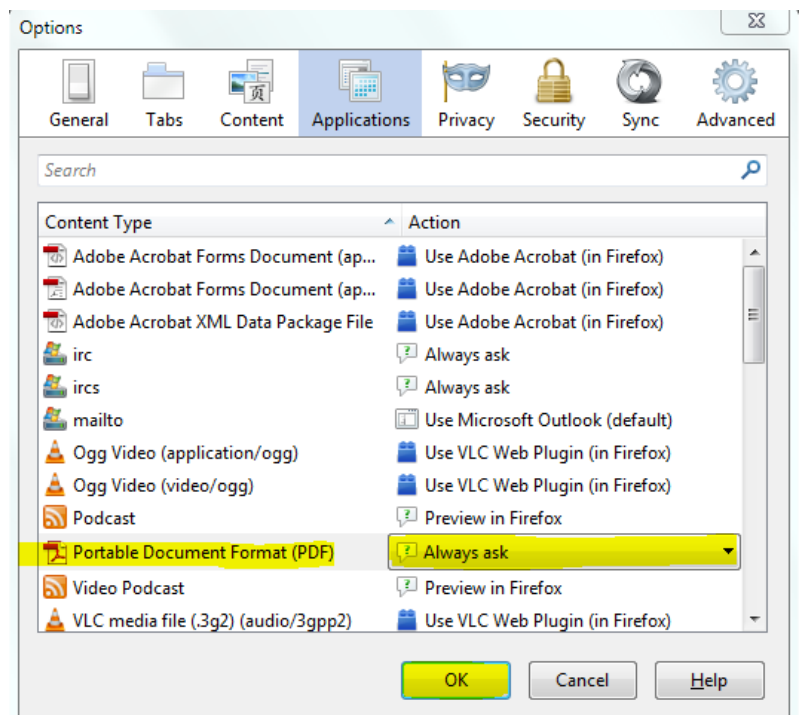 Options
General Tabs Content Applications Privacy Security Sync Advanced
Search
Content Type Action
Adobe Acrobat Forms Document (ap... Use Adobe Acrobat (in Firefox)
Adobe Acrobat Forms Document (ap... Use Adobe Acrobat (in Firefox)
Adobe Acrobat XML Data Package File Use Adobe Acrobat (in Firefox)
irc Always ask
ircs Always ask
mailto Use Microsoft Outlook (default)
Ogg Video (application/ogg) Use VLC Web Plugin (in Firefox)
Ogg Video (video/ogg) Use VLC Web Plugin (in Firefox)
Podcast Preview in Firefox
Portable Document Format (PDF) Always ask
Video Podcast Preview in Firefox
VLC media file (.3g2) (audio/3gpp2) Use VLC Web Plugin (in Firefox)
OK Cancel Help